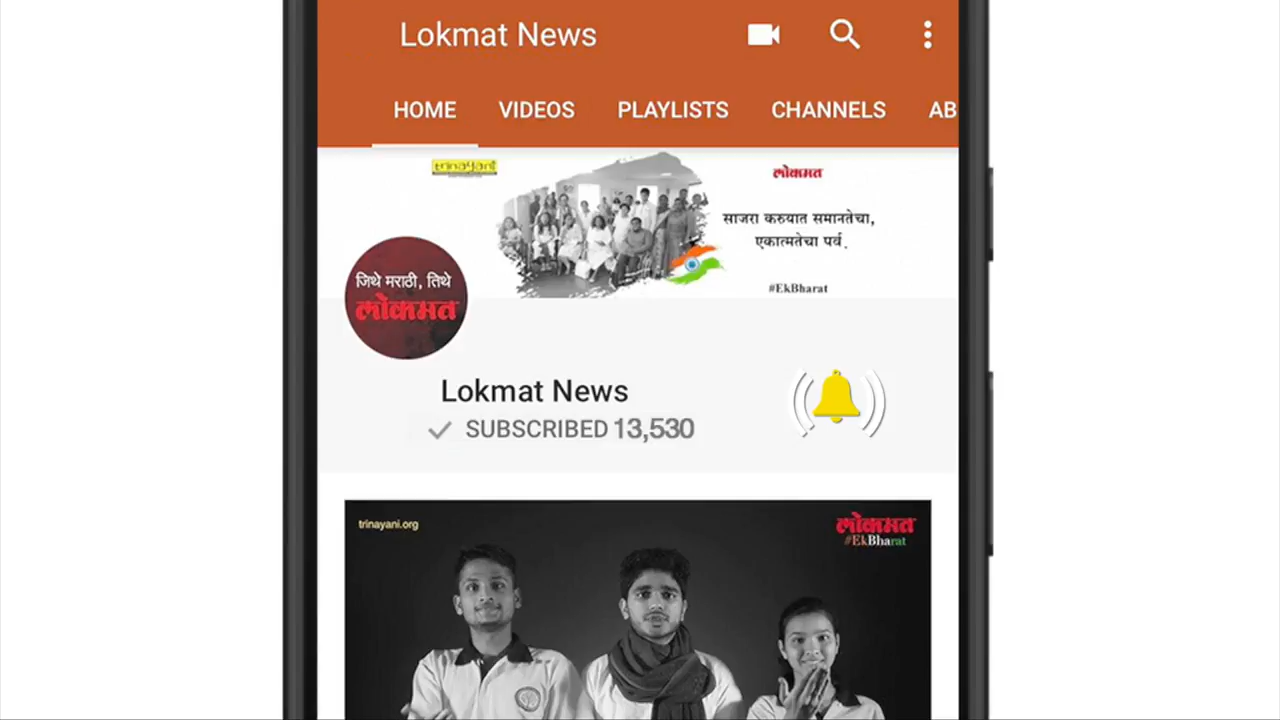 Lokmat News
HOME VIDEOS PLAYLISTS CHANNELS AB
trinayani
लोकमत
साजरा करुयात समानतेचा,
एकात्मतेचा पर्व.
#EkBharat
जिथे मराठी, तिथे
लोकमत
Lokmat News
SUBSCRIBED 13,530
trinayani.org
लोकमत
#EkBharat